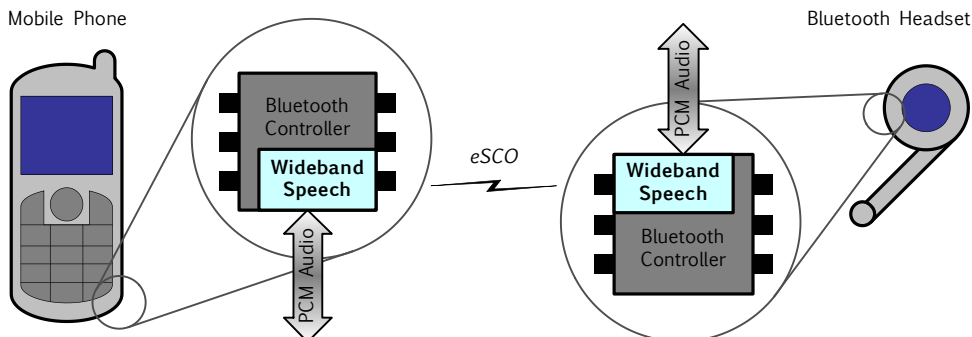 Mobile Phone
Bluetooth
Controller
Wideband
Speech
PCM Audio
eSCO
PCM Audio
Wideband
Speech
Bluetooth
Controller
Bluetooth Headset